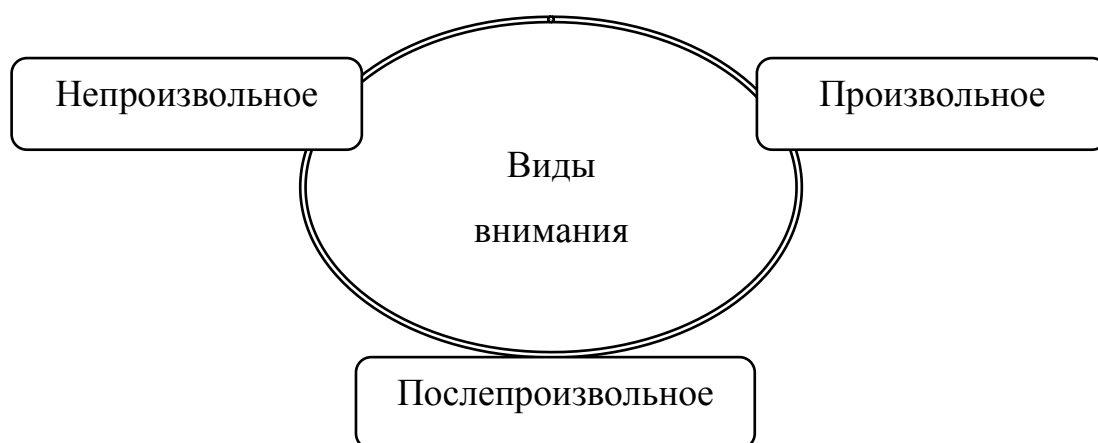 Непроизвольное
Произвольное
Виды
внимания
Послепроизвольное